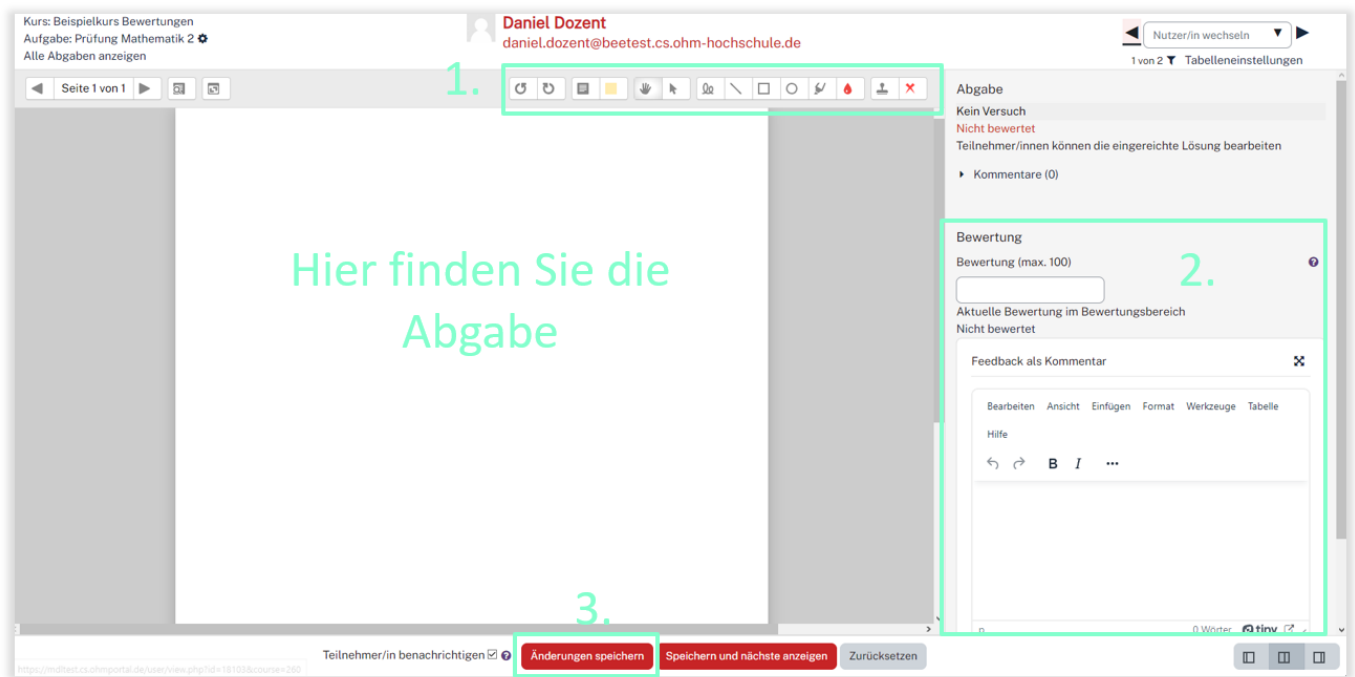 Kurs: Beispielkurs Bewertungen
Aufgabe: Prüfung Mathematik 2
Alle Abgaben anzeigen
Daniel Dozent
daniel.dozent@beetest.cs.ohm-hochschule.de
Nutzer/in wechseln
1 von 2 Tabelleneinstellungen
Seite 1 von 1
1.
Abgabe
Kein Versuch
Nicht bewertet
Teilnehmer/innen können die eingereichte Lösung bearbeiten
Kommentare (0)
Hier finden Sie die
Abgabe
2.
Bewertung
Bewertung (max. 100)
Aktuelle Bewertung im Bewertungsbereich
Nicht bewertet
Feedback als Kommentar
Bearbeiten Ansicht Einfügen Format Werkzeuge Tabelle
Hilfe
B I
0 Wörter tiny
3.
Teilnehmer/in benachrichtigen Änderungen speichern Speichern und nächste anzeigen Zurücksetzen